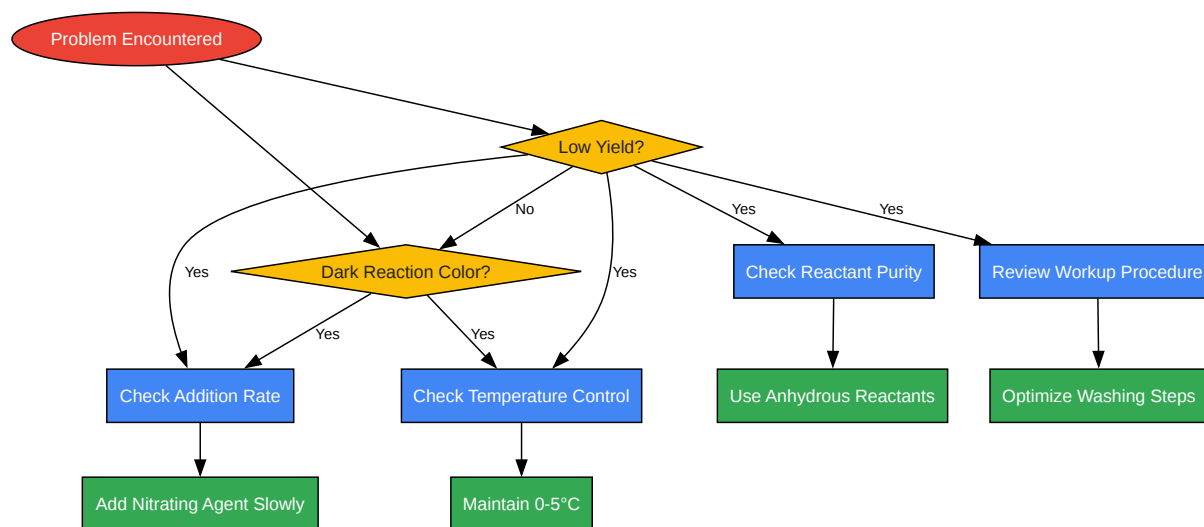 Problem Encountered
Low Yield?
No
Yes
Yes
Dark Reaction Color?
Yes
Yes
Check Reactant Purity
Review Workup Procedure
Yes
Yes
Check Addition Rate
Check Temperature Control
Use Anhydrous Reactants
Optimize Washing Steps
Add Nitrating Agent Slowly
Maintain 0-5°C